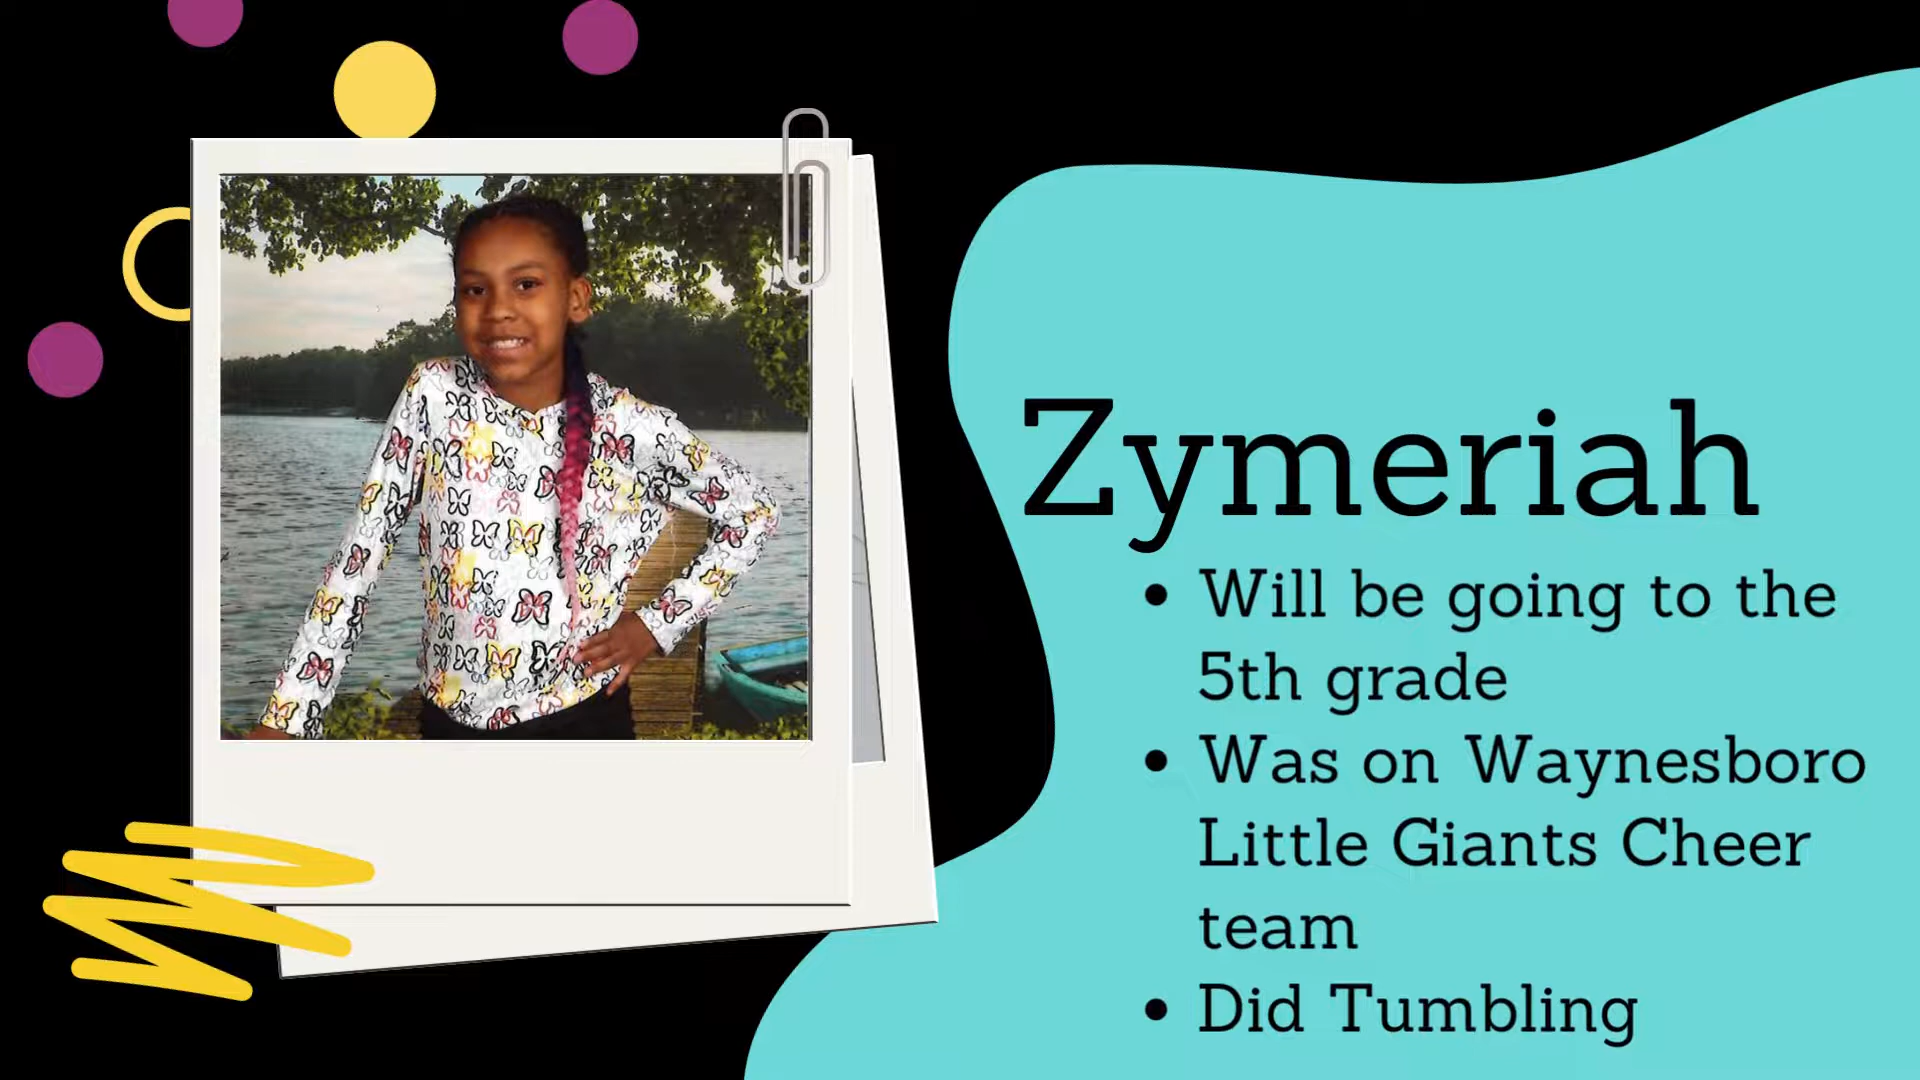 Zymeriah
• Will be going to the
5th grade
• Was on Waynesboro
Little Giants Cheer
team
• Did Tumbling